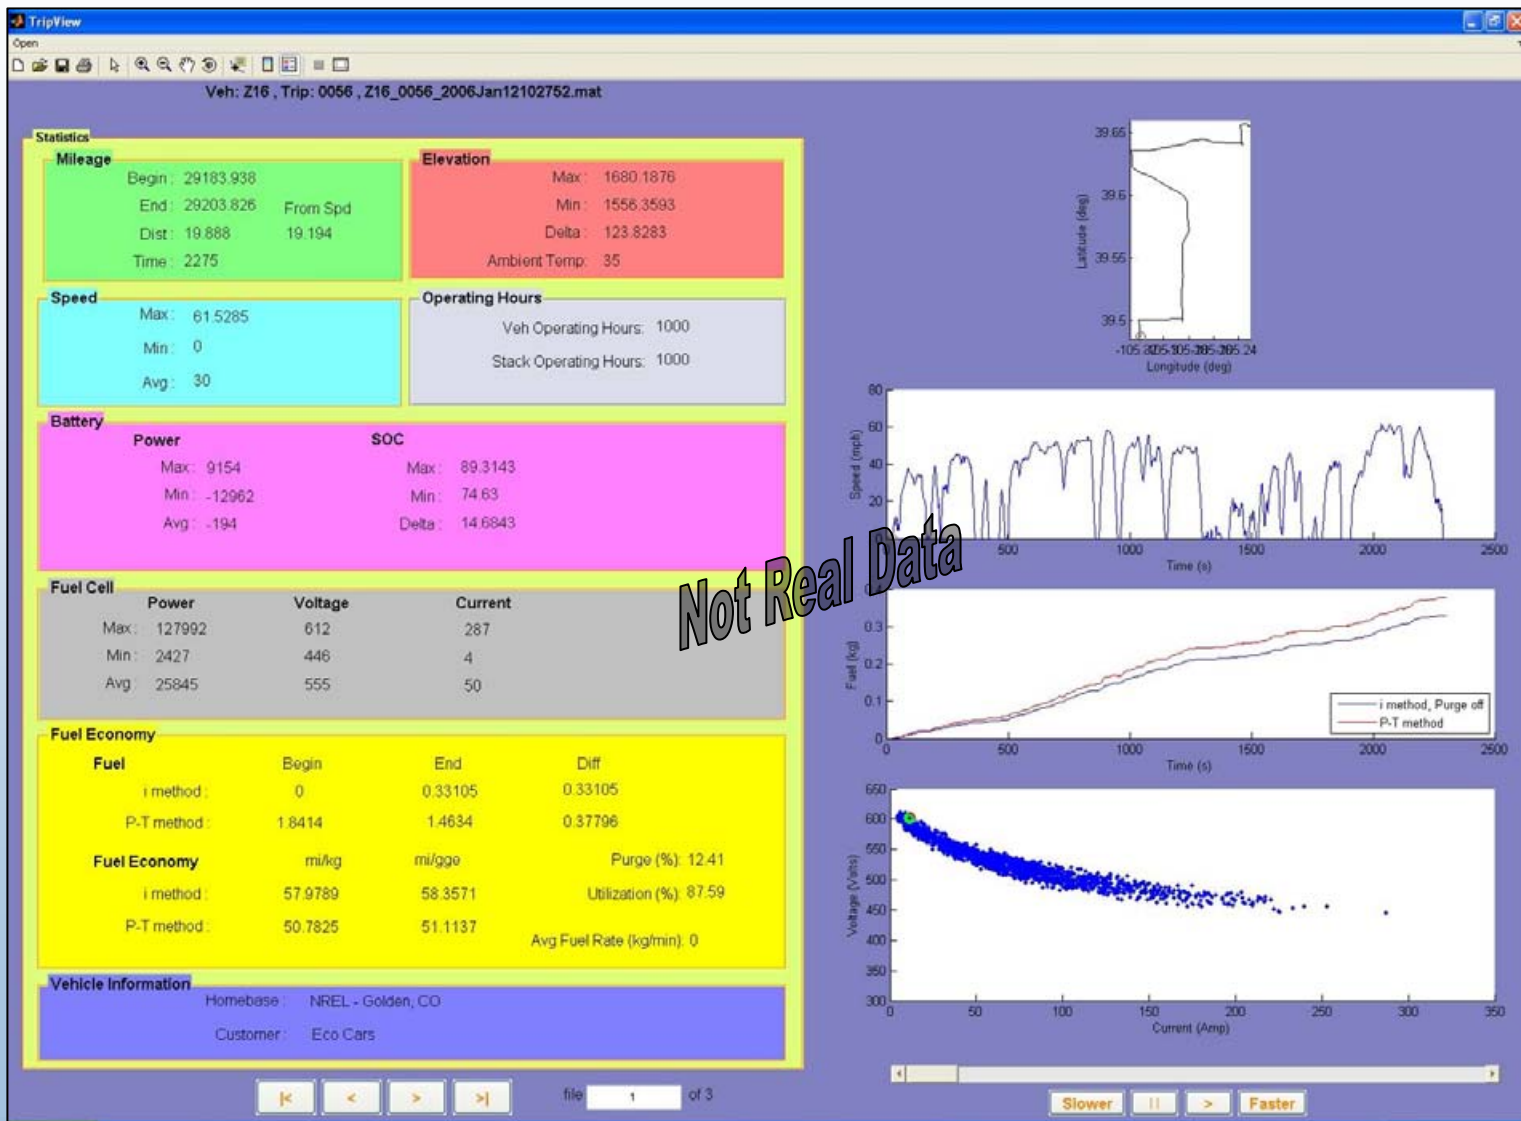 TripView
Open
Veh: Z16 , Trip: 0056 , Z16_0056_2006Jan12102752.mat
Statistics
Mileage
Begin : 29183.938
End : 29203.826 From Spd
Dist : 19.888 19.194
Time : 2275
Elevation
Max : 1680.1876
Min : 1556.3593
Delta : 123.8283
Ambient Temp: 35
Speed
Max : 61.5285
Min : 0
Avg : 30
Operating Hours
Veh Operating Hours: 1000
Stack Operating Hours: 1000
Battery
Power SOC
Max : 9154 Max : 89.3143
Min : -12962 Min : 74.63
Avg : -194 Delta : 14.6843
Fuel Cell
Power Voltage Current
Max : 127992 612 287
Min : 2427 446 4
Avg : 25845 555 50
Fuel Economy
Fuel Begin End Diff
i method : 0 0.33105 0.33105
P-T method : 1.8414 1.4634 0.37796
Fuel Economy mi/kg mi/gge Purge (%): 12.41
i method : 57.9789 58.3571 Utilization (%): 87.59
P-T method : 50.7825 51.1137
Avg Fuel Rate (kg/min): 0
Vehicle Information
Homebase : NREL - Golden, CO
Customer : Eco Cars
|< < > >| file 1 of 3
Not Real Data
39.65
39.6
39.55
39.5
Latitude (deg)
Longitude (deg)
80
60
40
20
0
Speed (mph)
500 1000 1500 2000 2500
Time (s)
0.3
0.2
0.1
0
Fuel (kg)
i method, Purge off
P-T method
0 500 1000 1500 2000 2500
Time (s)
650
600
550
500
450
400
350
300
Voltage (Volts)
0 50 100 150 200 250 300 350
Current (Amp)
Slower || > Faster